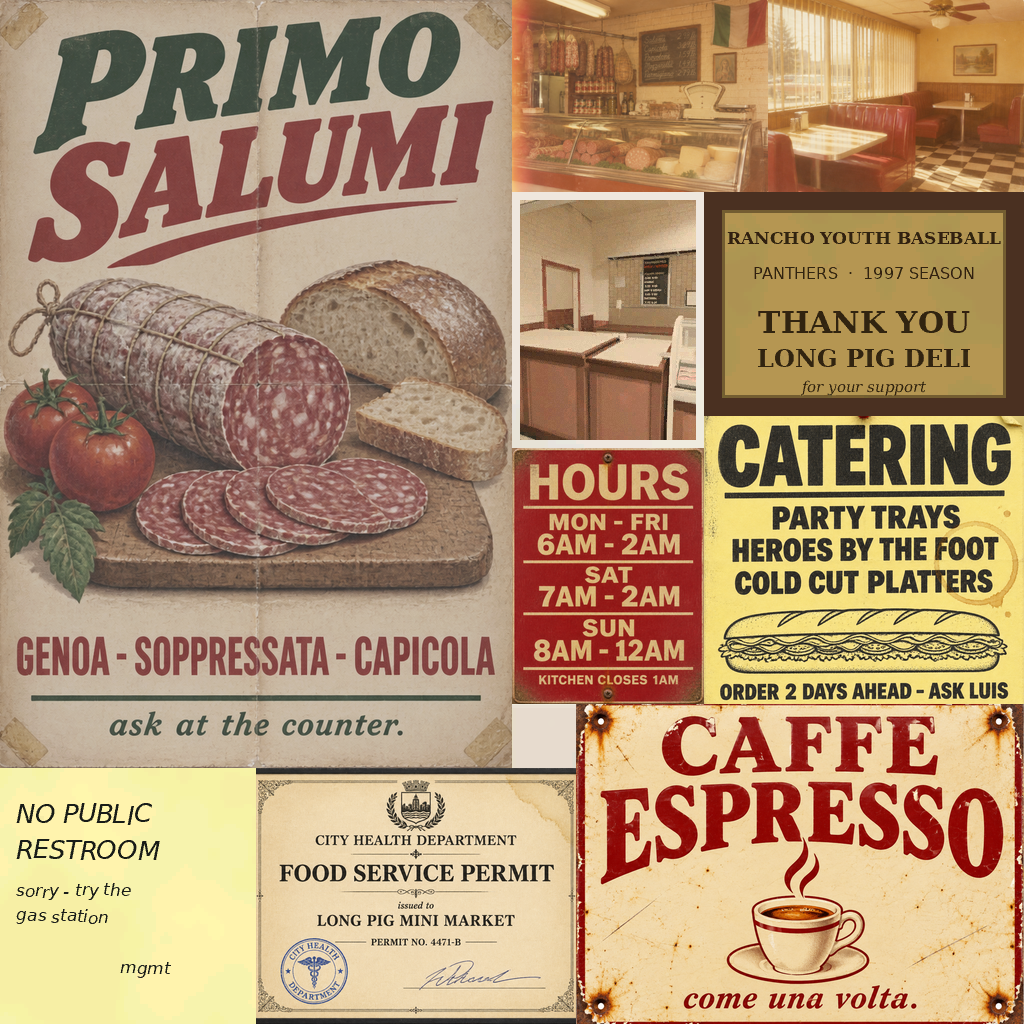 PRIMO
SALUMI
GENOA - SOPPRESSATA - CAPICOLA
ask at the counter.
RANCHO YOUTH BASEBALL
PANTHERS · 1997 SEASON
THANK YOU
LONG PIG DELI
for your support
HOURS
MON - FRI
6AM - 2AM
SAT
7AM - 2AM
SUN
8AM - 12AM
KITCHEN CLOSES 1AM
CATERING
PARTY TRAYS
HEROES BY THE FOOT
COLD CUT PLATTERS
ORDER 2 DAYS AHEAD - ASK LUIS
CAFFE
ESPRESSO
come una volta.
NO PUBLIC
RESTROOM
sorry - try the
gas station
mgmt
CITY HEALTH DEPARTMENT
FOOD SERVICE PERMIT
issued to
LONG PIG MINI MARKET
PERMIT NO. 4471-B
CITY HEALTH
DEPARTMENT